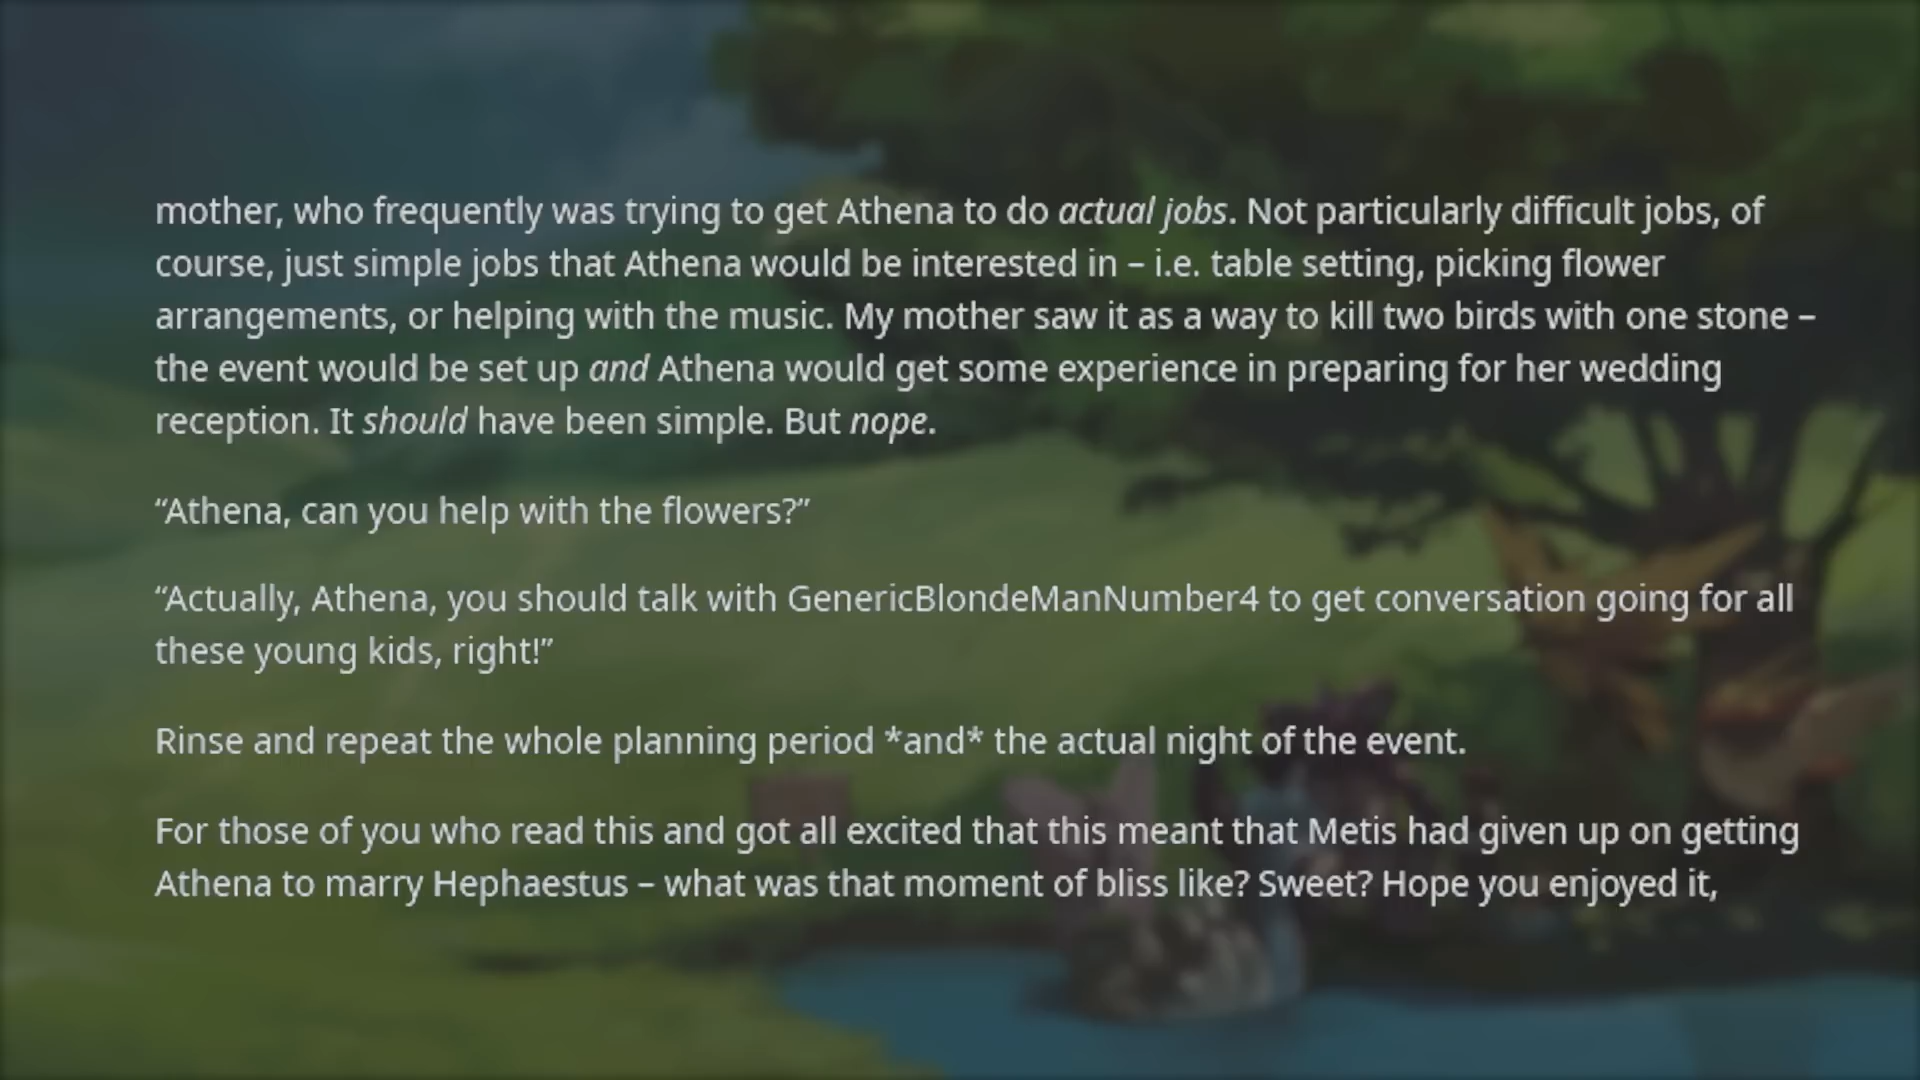 mother, who frequently was trying to get Athena to do actual jobs. Not particularly difficult jobs, of
course, just simple jobs that Athena would be interested in – i.e. table setting, picking flower
arrangements, or helping with the music. My mother saw it as a way to kill two birds with one stone –
the event would be set up and Athena would get some experience in preparing for her wedding
reception. It should have been simple. But nope.
“Athena, can you help with the flowers?”
“Actually, Athena, you should talk with GenericBlondeManNumber4 to get conversation going for all
these young kids, right!”
Rinse and repeat the whole planning period *and* the actual night of the event.
For those of you who read this and got all excited that this meant that Metis had given up on getting
Athena to marry Hephaestus – what was that moment of bliss like? Sweet? Hope you enjoyed it,